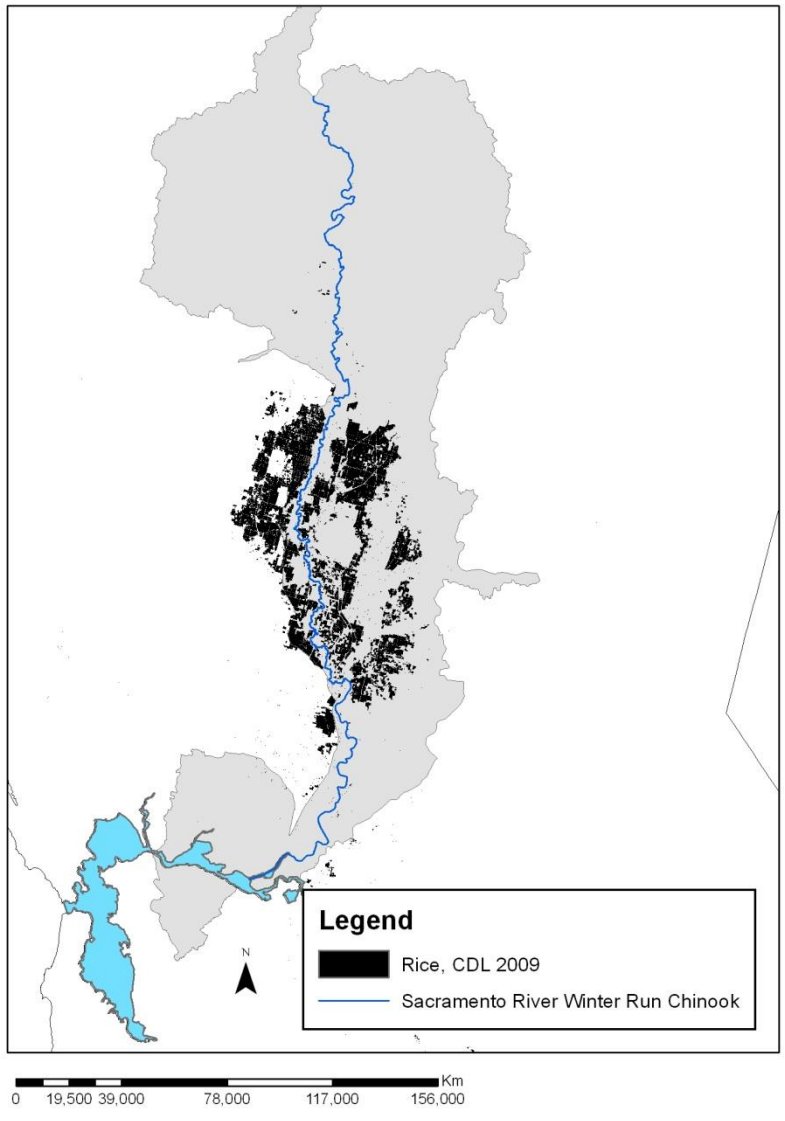 N
Legend
Rice, CDL 2009
Sacramento River Winter Run Chinook
Km
0 19,500 39,000 78,000 117,000 156,000